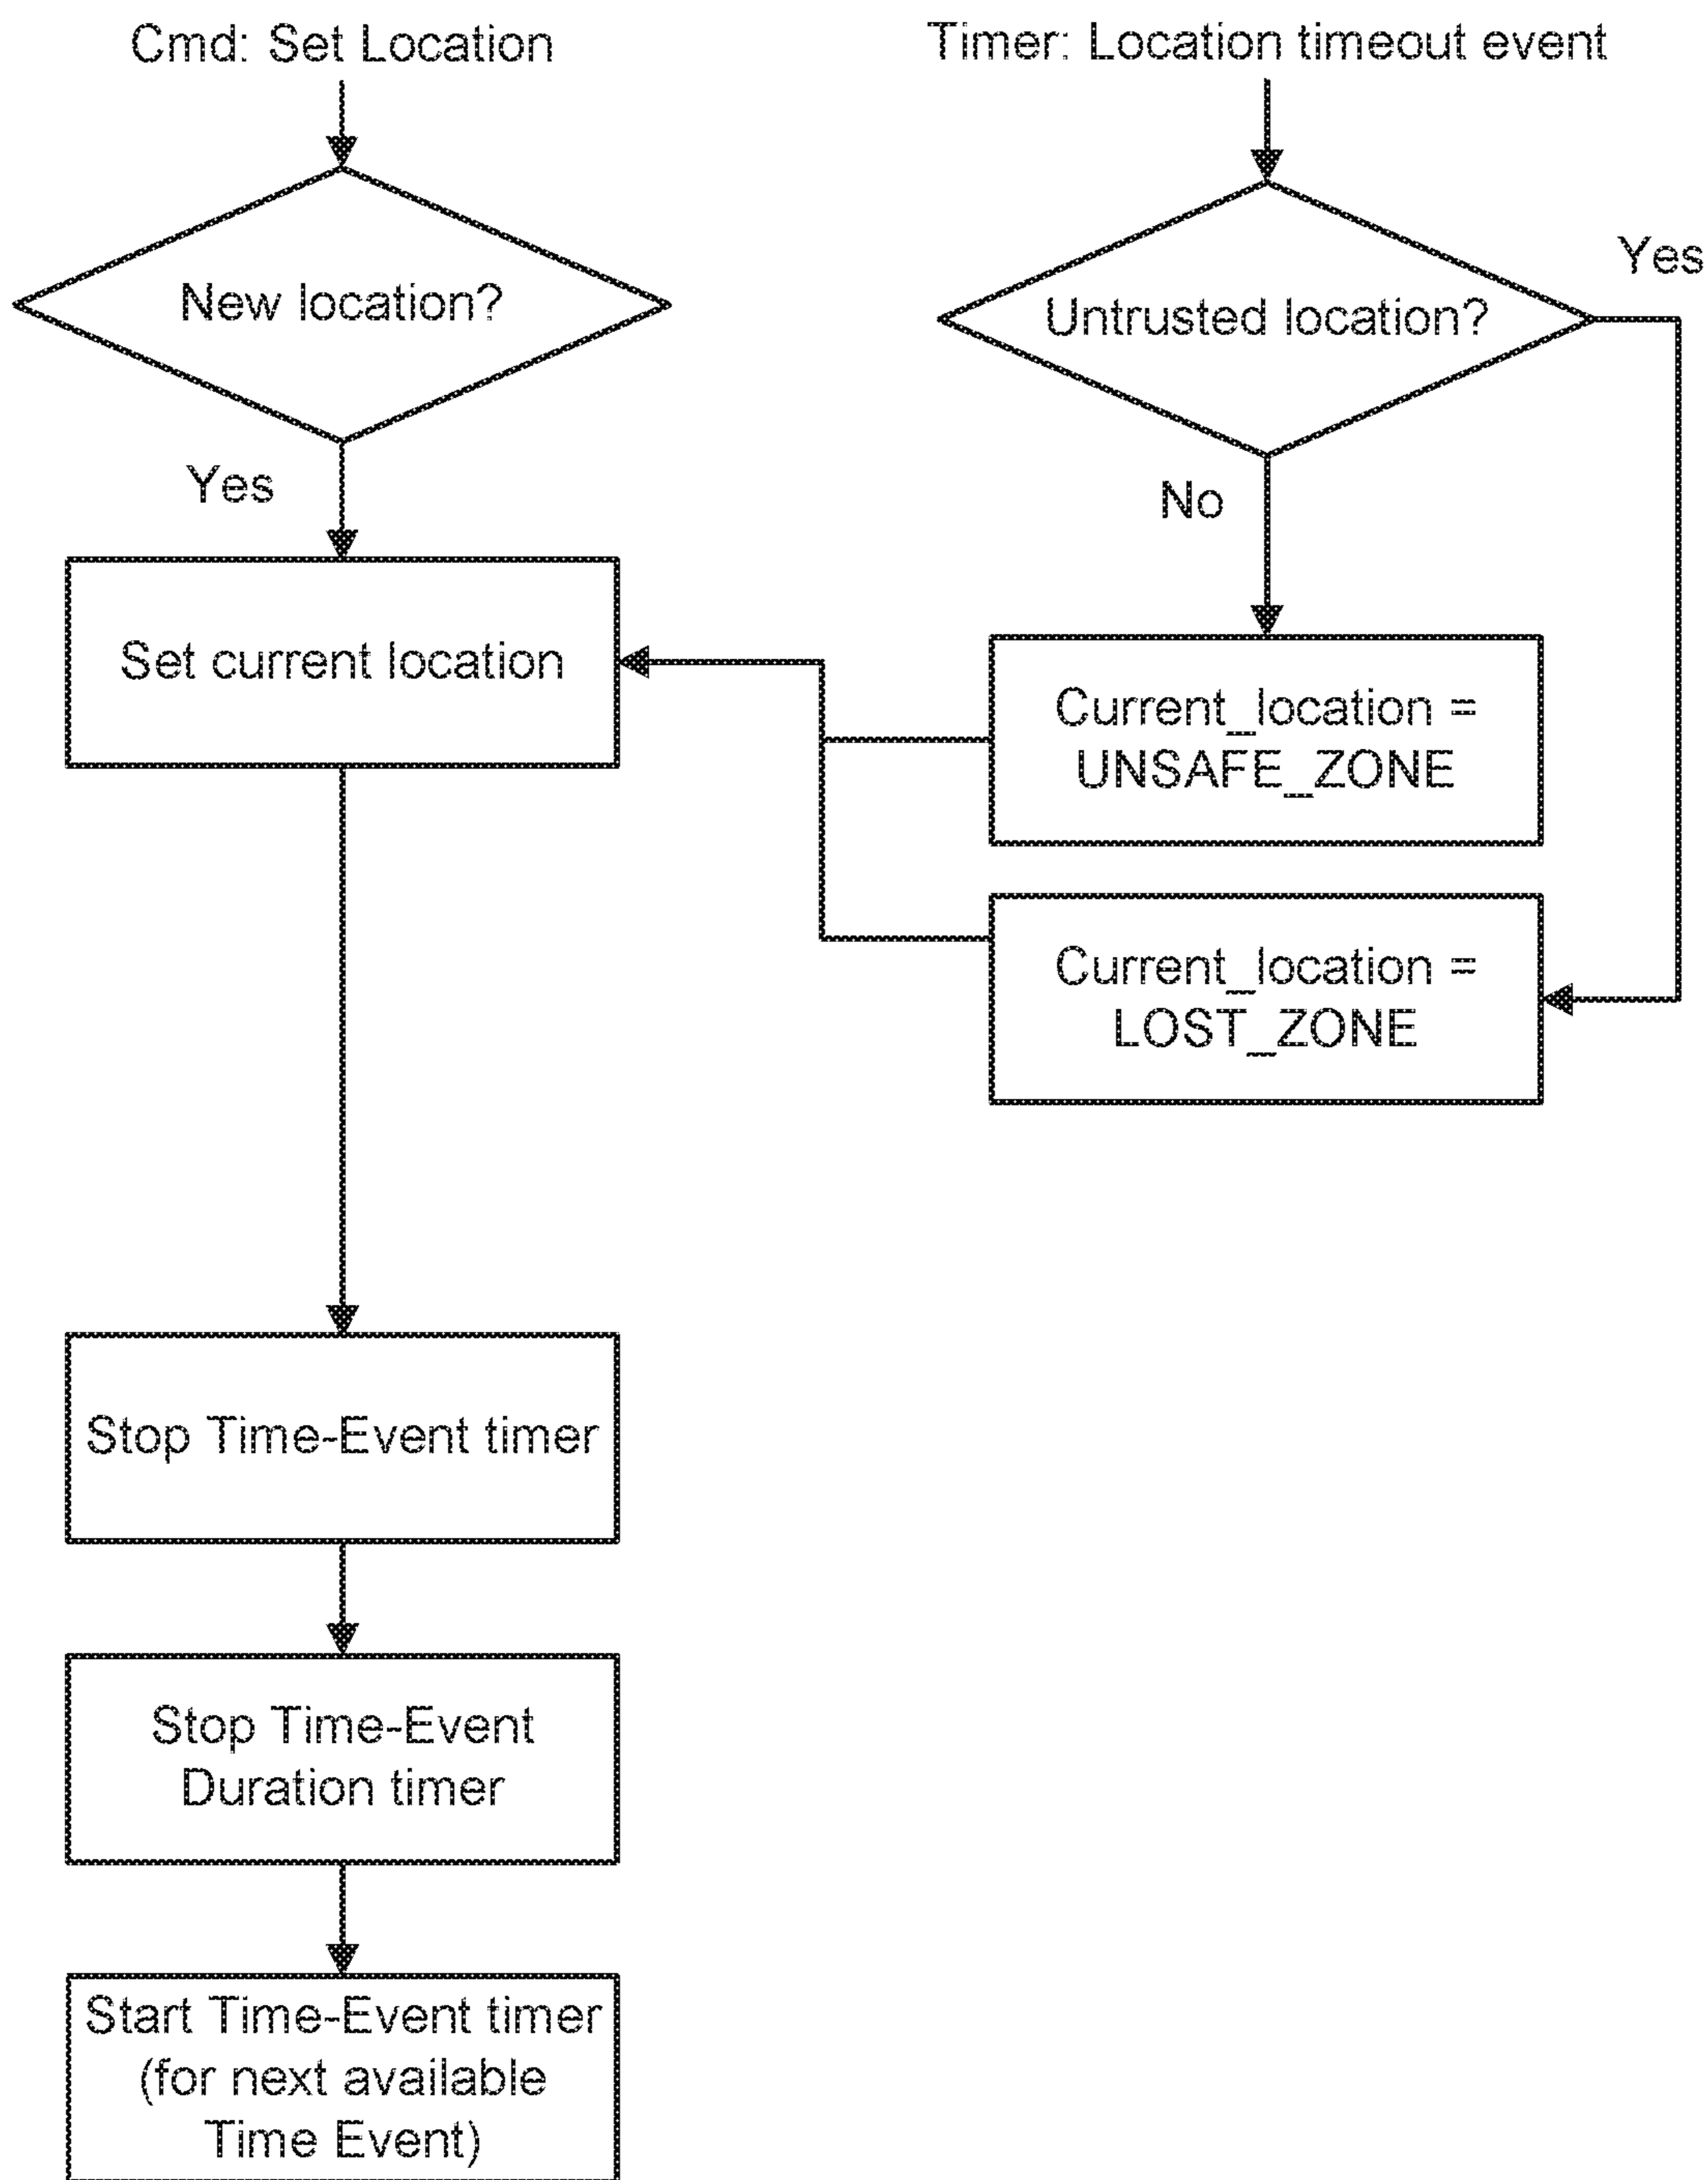 Cmd: Set Location
New location?
Yes
Set current location
Stop Time-Event timer
Stop Time-Event
Duration timer
Start Time-Event timer
(for next available
Time Event)
Timer: Location timeout event
Untrusted location?
Yes
No
Current_location =
UNSAFE_ZONE
Current_location =
LOST_ZONE